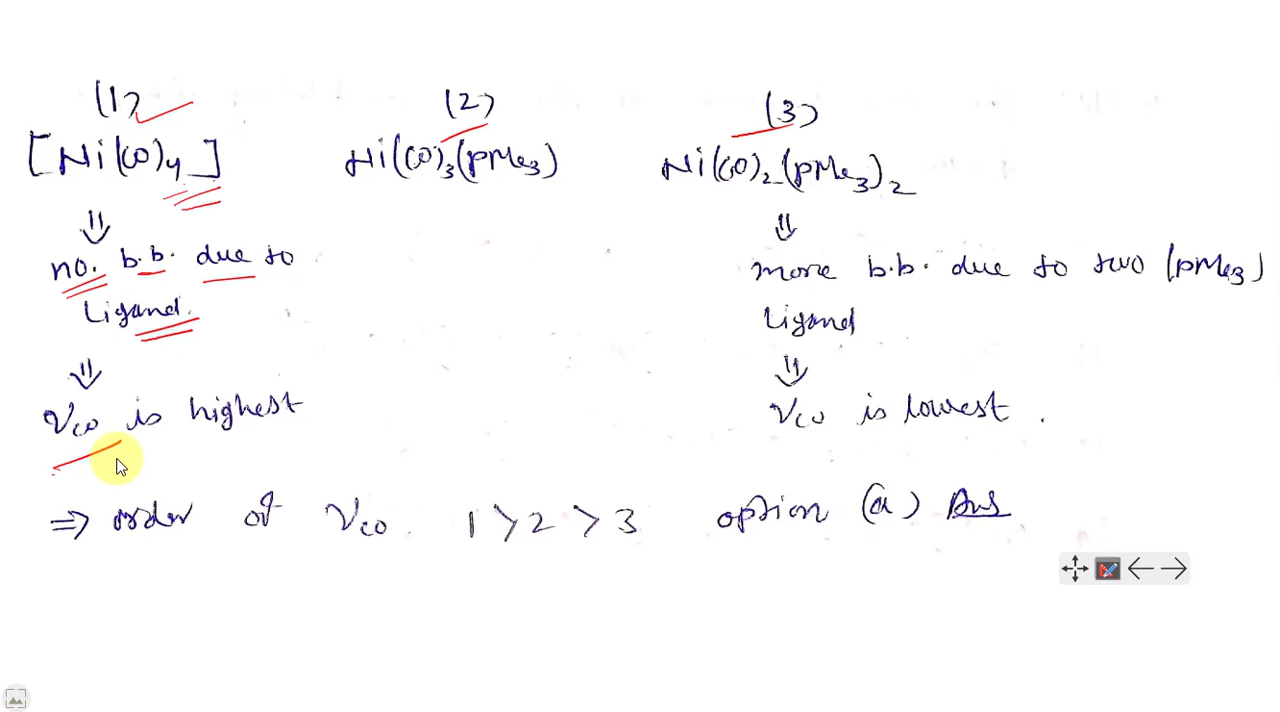 (1) (2) (3)
[Ni(CO)4] Ni(CO)3(PMe3) Ni(CO)2(PMe3)2
⇓ ⇓
no. b.b. due to more b.b. due to two (PMe3)
Ligand. Ligand
⇓ ⇓
νCO is highest νCO is lowest.
⇒ order of νCO. 1 > 2 > 3 option (a) Ans